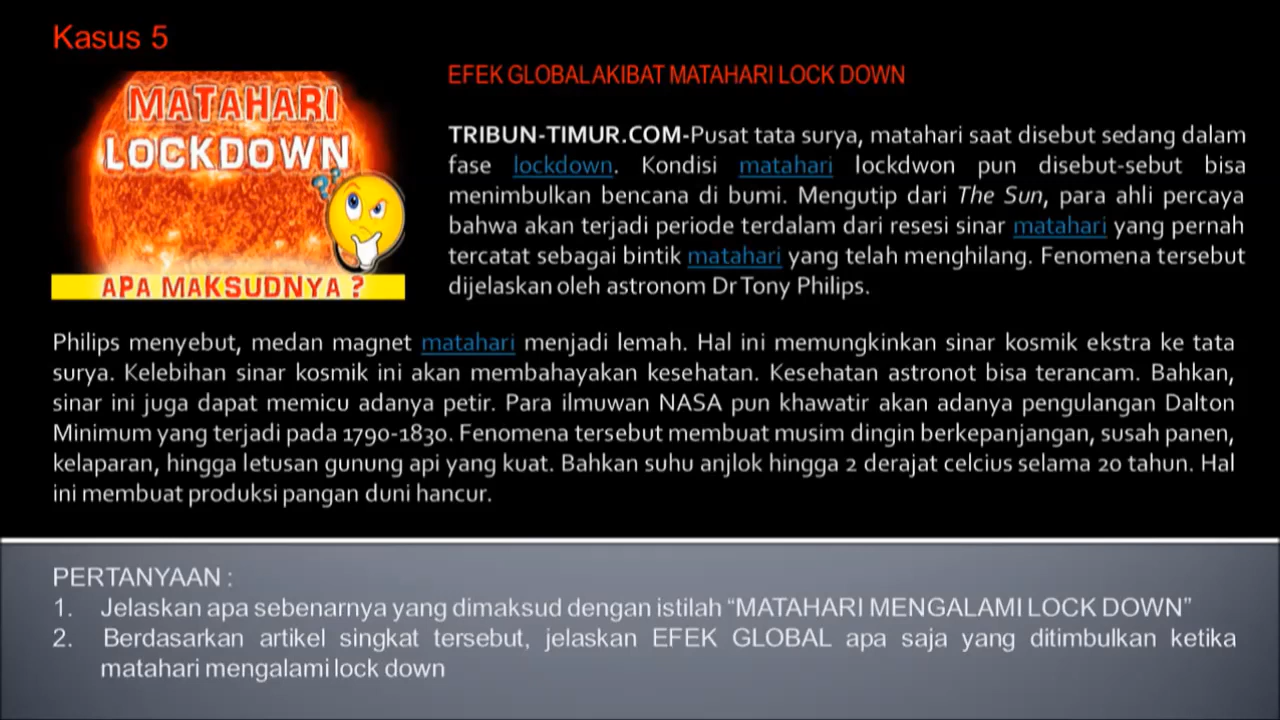 Kasus 5
MATAHARI
LOCKDOWN
??
APA MAKSUDNYA ?
EFEK GLOBAL AKIBAT MATAHARI LOCK DOWN
TRIBUN-TIMUR.COM-Pusat tata surya, matahari saat disebut sedang dalam
fase lockdown. Kondisi matahari lockdwon pun disebut-sebut bisa
menimbulkan bencana di bumi. Mengutip dari The Sun, para ahli percaya
bahwa akan terjadi periode terdalam dari resesi sinar matahari yang pernah
tercatat sebagai bintik matahari yang telah menghilang. Fenomena tersebut
dijelaskan oleh astronom Dr Tony Philips.
Philips menyebut, medan magnet matahari menjadi lemah. Hal ini memungkinkan sinar kosmik ekstra ke tata
surya. Kelebihan sinar kosmik ini akan membahayakan kesehatan. Kesehatan astronot bisa terancam. Bahkan,
sinar ini juga dapat memicu adanya petir. Para ilmuwan NASA pun khawatir akan adanya pengulangan Dalton
Minimum yang terjadi pada 1790-1830. Fenomena tersebut membuat musim dingin berkepanjangan, susah panen,
kelaparan, hingga letusan gunung api yang kuat. Bahkan suhu anjlok hingga 2 derajat celcius selama 20 tahun. Hal
ini membuat produksi pangan duni hancur.
PERTANYAAN :
1. Jelaskan apa sebenarnya yang dimaksud dengan istilah “MATAHARI MENGALAMI LOCK DOWN”
2. Berdasarkan artikel singkat tersebut, jelaskan EFEK GLOBAL apa saja yang ditimbulkan ketika
matahari mengalami lock down